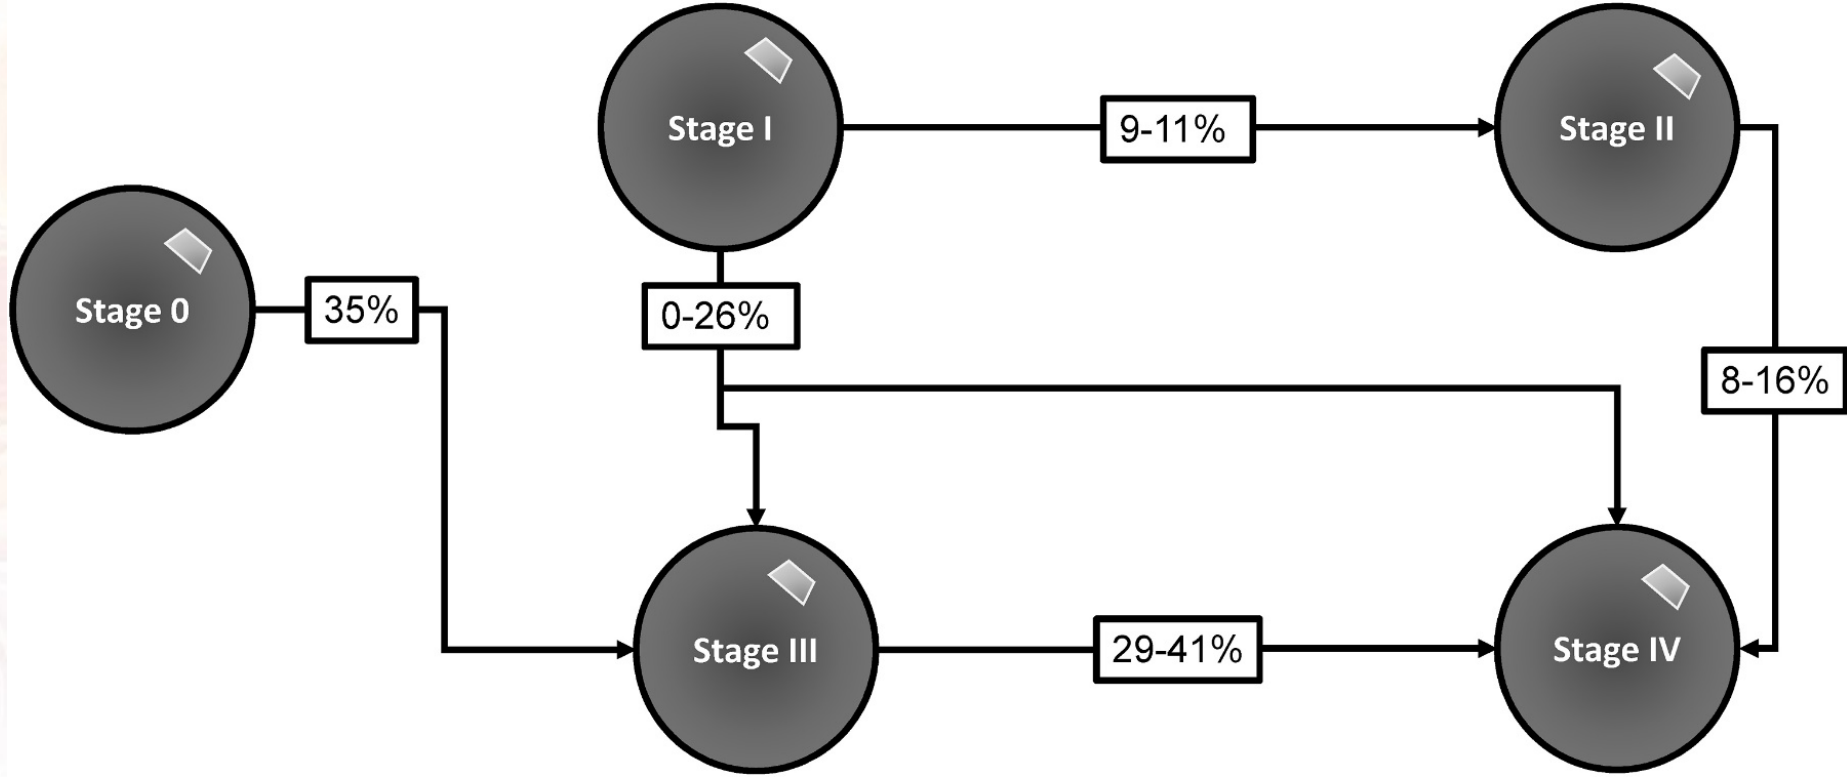 Stage I
9-11%
Stage II
Stage 0
35%
0-26%
8-16%
Stage III
29-41%
Stage IV